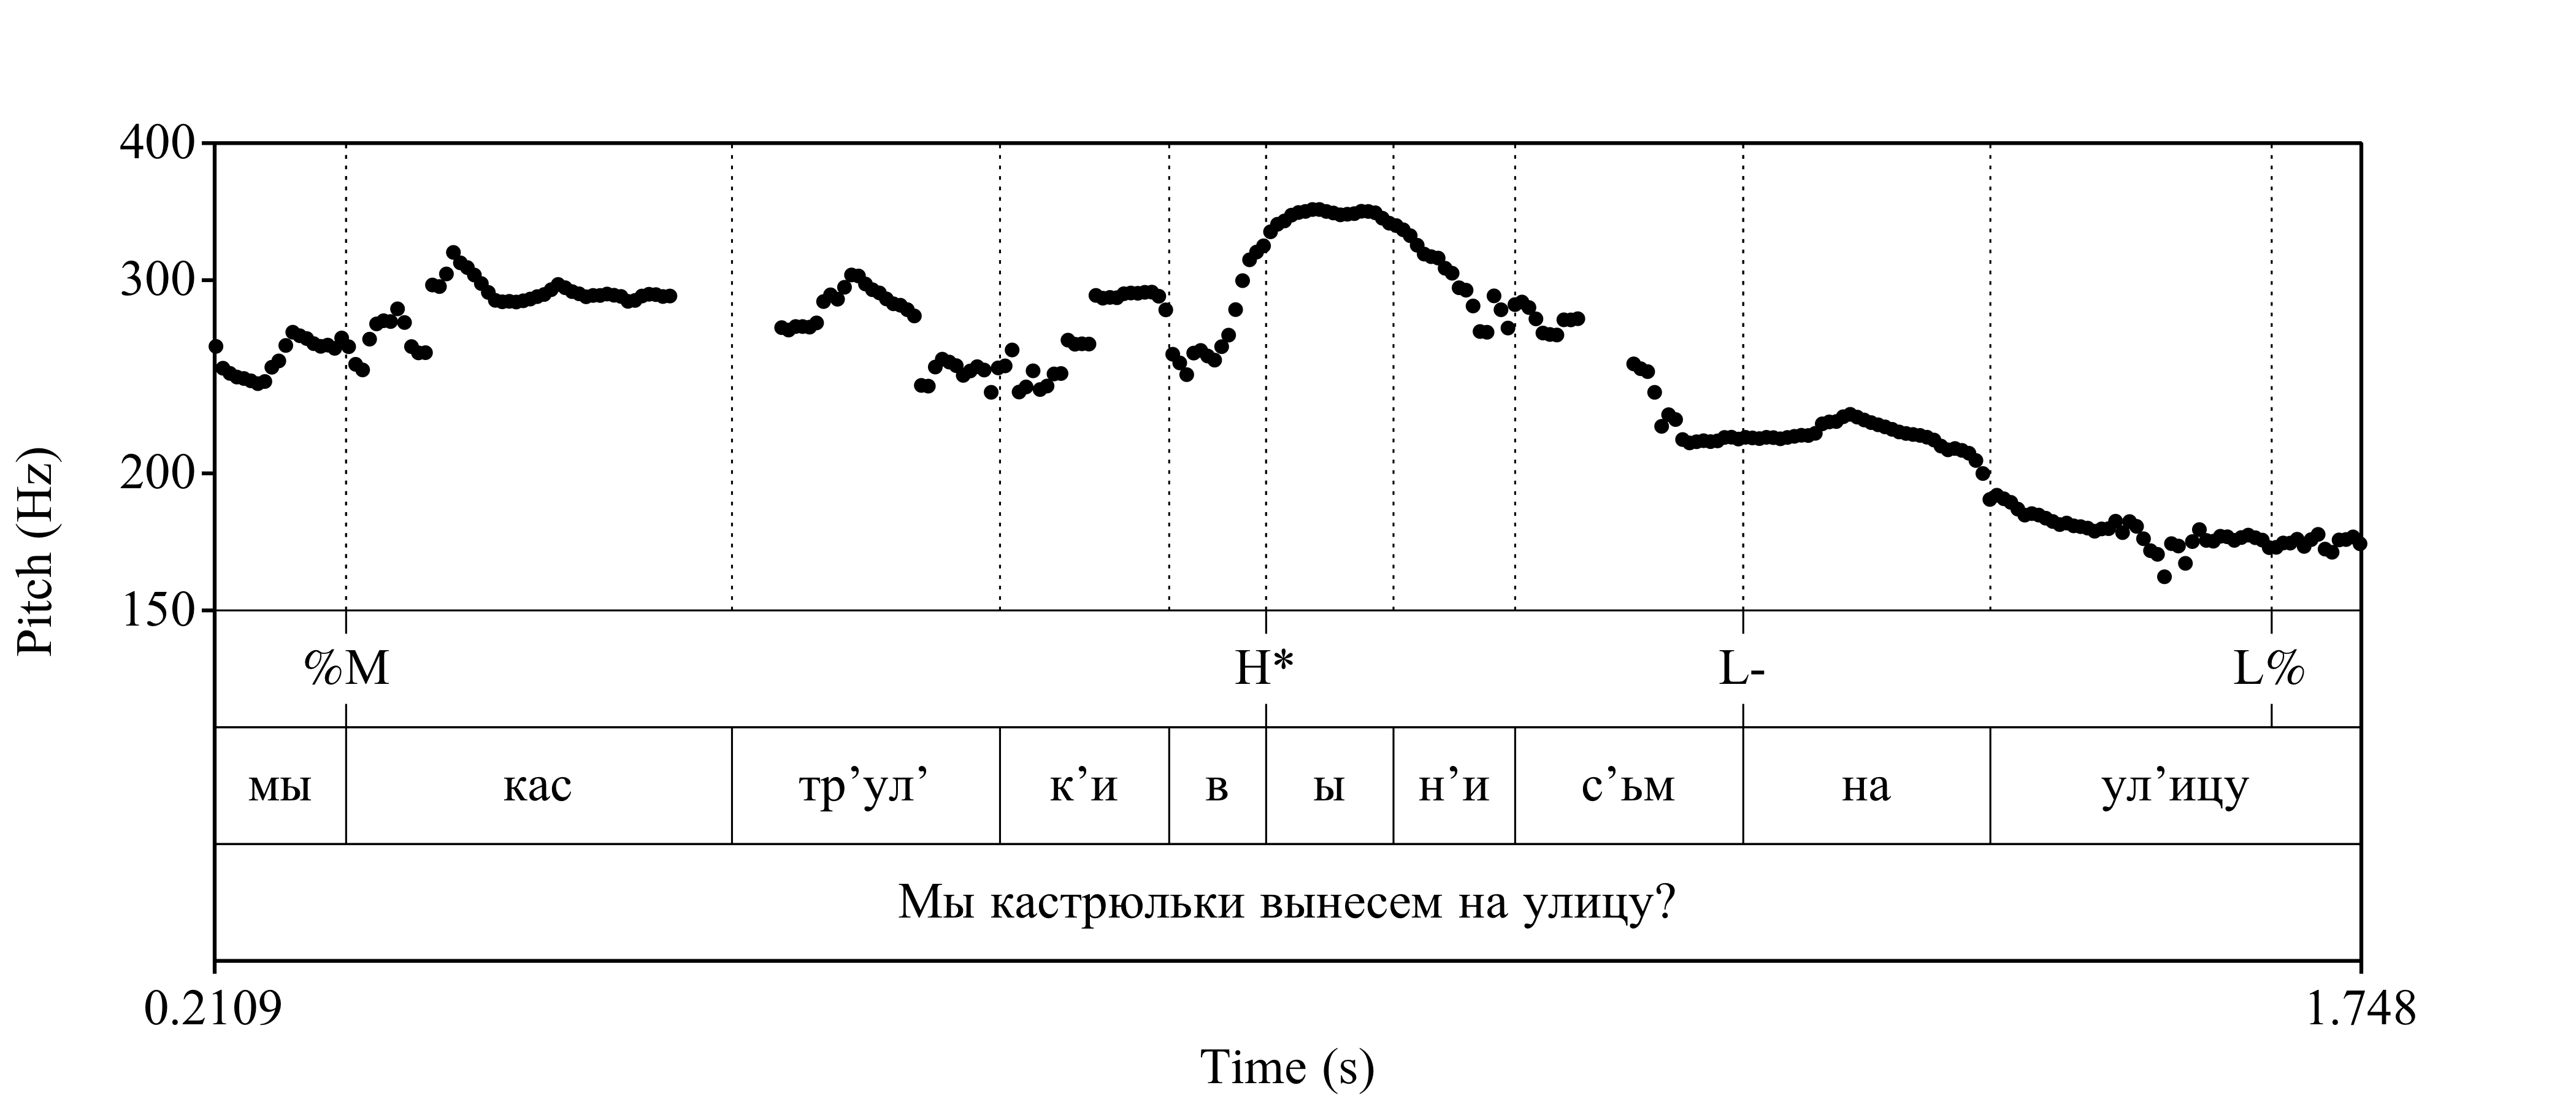 400
300
200
150
Pitch (Hz)
%M H* L- L%
мы кас тр’ул’ к’и в ы н’и с’ьм на ул’ицу
Мы кастрюльки вынесем на улицу?
0.2109 1.748
Time (s)